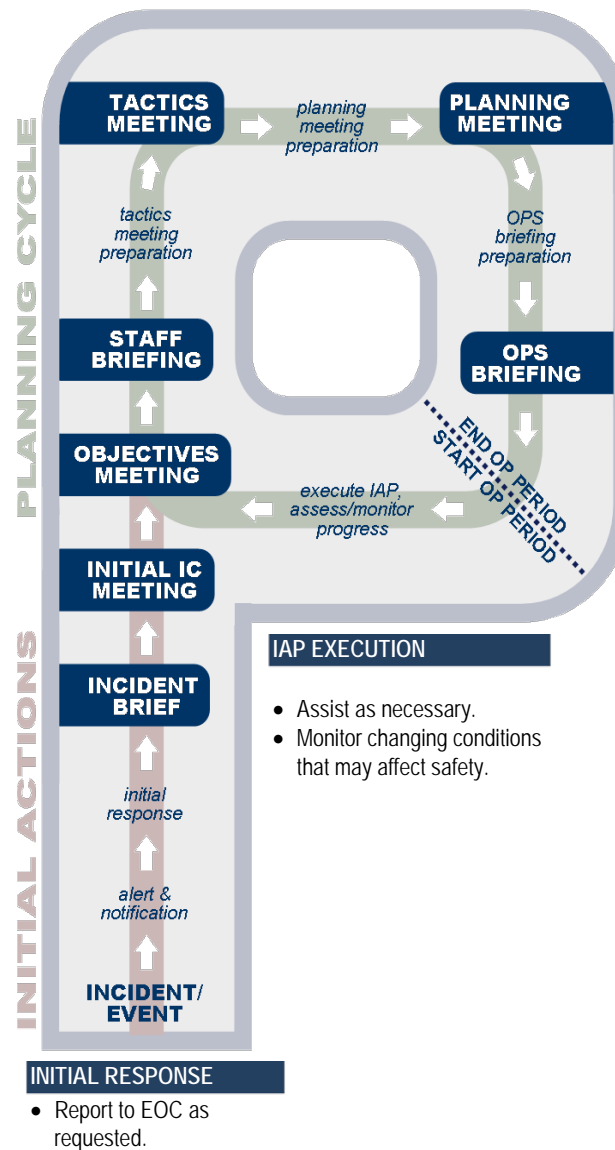 TACTICS
MEETING
planning
meeting
preparation
PLANNING
MEETING
tactics
meeting
preparation
OPS
briefing
preparation
PLANNING CYCLE
STAFF
BRIEFING
OPS
BRIEFING
OBJECTIVES
MEETING
END OP PERIOD
START OP PERIOD
execute IAP,
assess/monitor
progress
INITIAL IC
MEETING
INITIAL ACTIONS
INCIDENT
BRIEF
IAP EXECUTION
• Assist as necessary.
• Monitor changing conditions
that may affect safety.
initial
response
alert &
notification
INCIDENT/
EVENT
INITIAL RESPONSE
• Report to EOC as
requested.